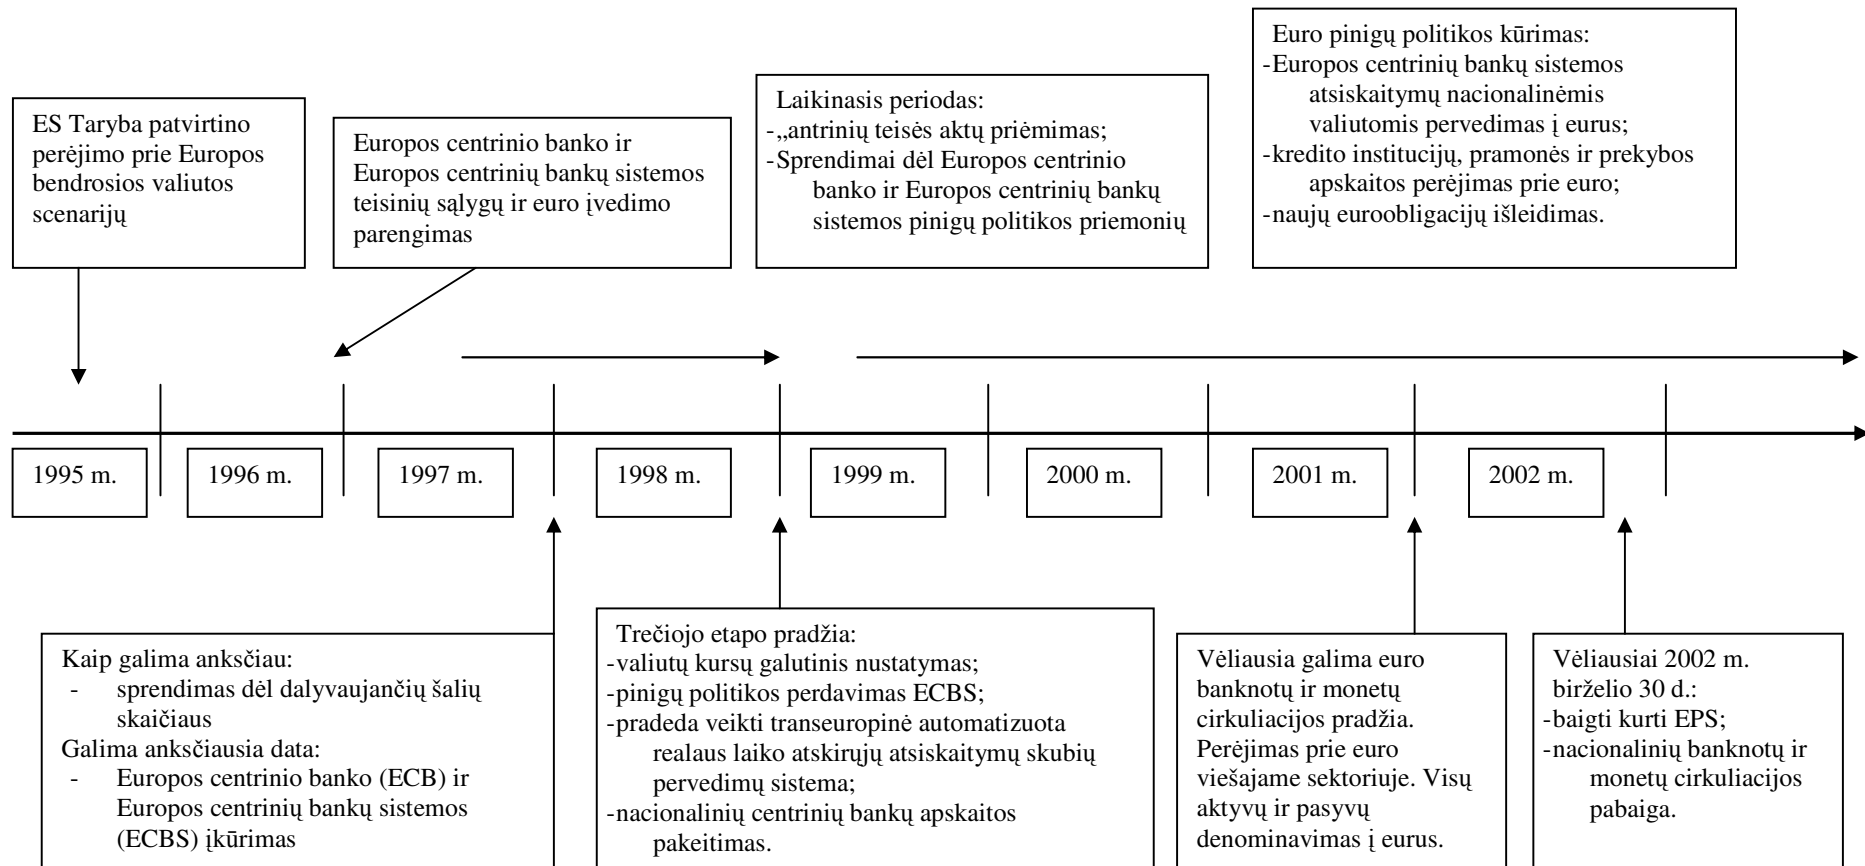 ES Taryba patvirtino
perėjimo prie Europos
bendrosios valiutos
scenarijų
Europos centrinio banko ir
Europos centrinių bankų sistemos
teisinių sąlygų ir euro įvedimo
parengimas
Laikinasis periodas:
-„antrinių teisės aktų priėmimas;
-Sprendimai dėl Europos centrinio
banko ir Europos centrinių bankų
sistemos pinigų politikos priemonių
Euro pinigų politikos kūrimas:
-Europos centrinių bankų sistemos
atsiskaitymų nacionalinėmis
valiutomis pervedimas į eurus;
-kredito institucijų, pramonės ir prekybos
apskaitos perėjimas prie euro;
-naujų euroobligacijų išleidimas.
1995 m.
1996 m.
1997 m.
1998 m.
1999 m.
2000 m.
2001 m.
2002 m.
Kaip galima anksčiau:
- sprendimas dėl dalyvaujančių šalių
skaičiaus
Galima anksčiausia data:
- Europos centrinio banko (ECB) ir
Europos centrinių bankų sistemos
(ECBS) įkūrimas
Trečiojo etapo pradžia:
-valiutų kursų galutinis nustatymas;
-pinigų politikos perdavimas ECBS;
-pradeda veikti transeuropinė automatizuota
realaus laiko atskirųjų atsiskaitymų skubių
pervedimų sistema;
-nacionalinių centrinių bankų apskaitos
pakeitimas.
Vėliausia galima euro
banknotų ir monetų
cirkuliacijos pradžia.
Perėjimas prie euro
viešajame sektoriuje. Visų
aktyvų ir pasyvų
denominavimas į eurus.
Vėliausiai 2002 m.
birželio 30 d.:
-baigti kurti EPS;
-nacionalinių banknotų ir
monetų cirkuliacijos
pabaiga.